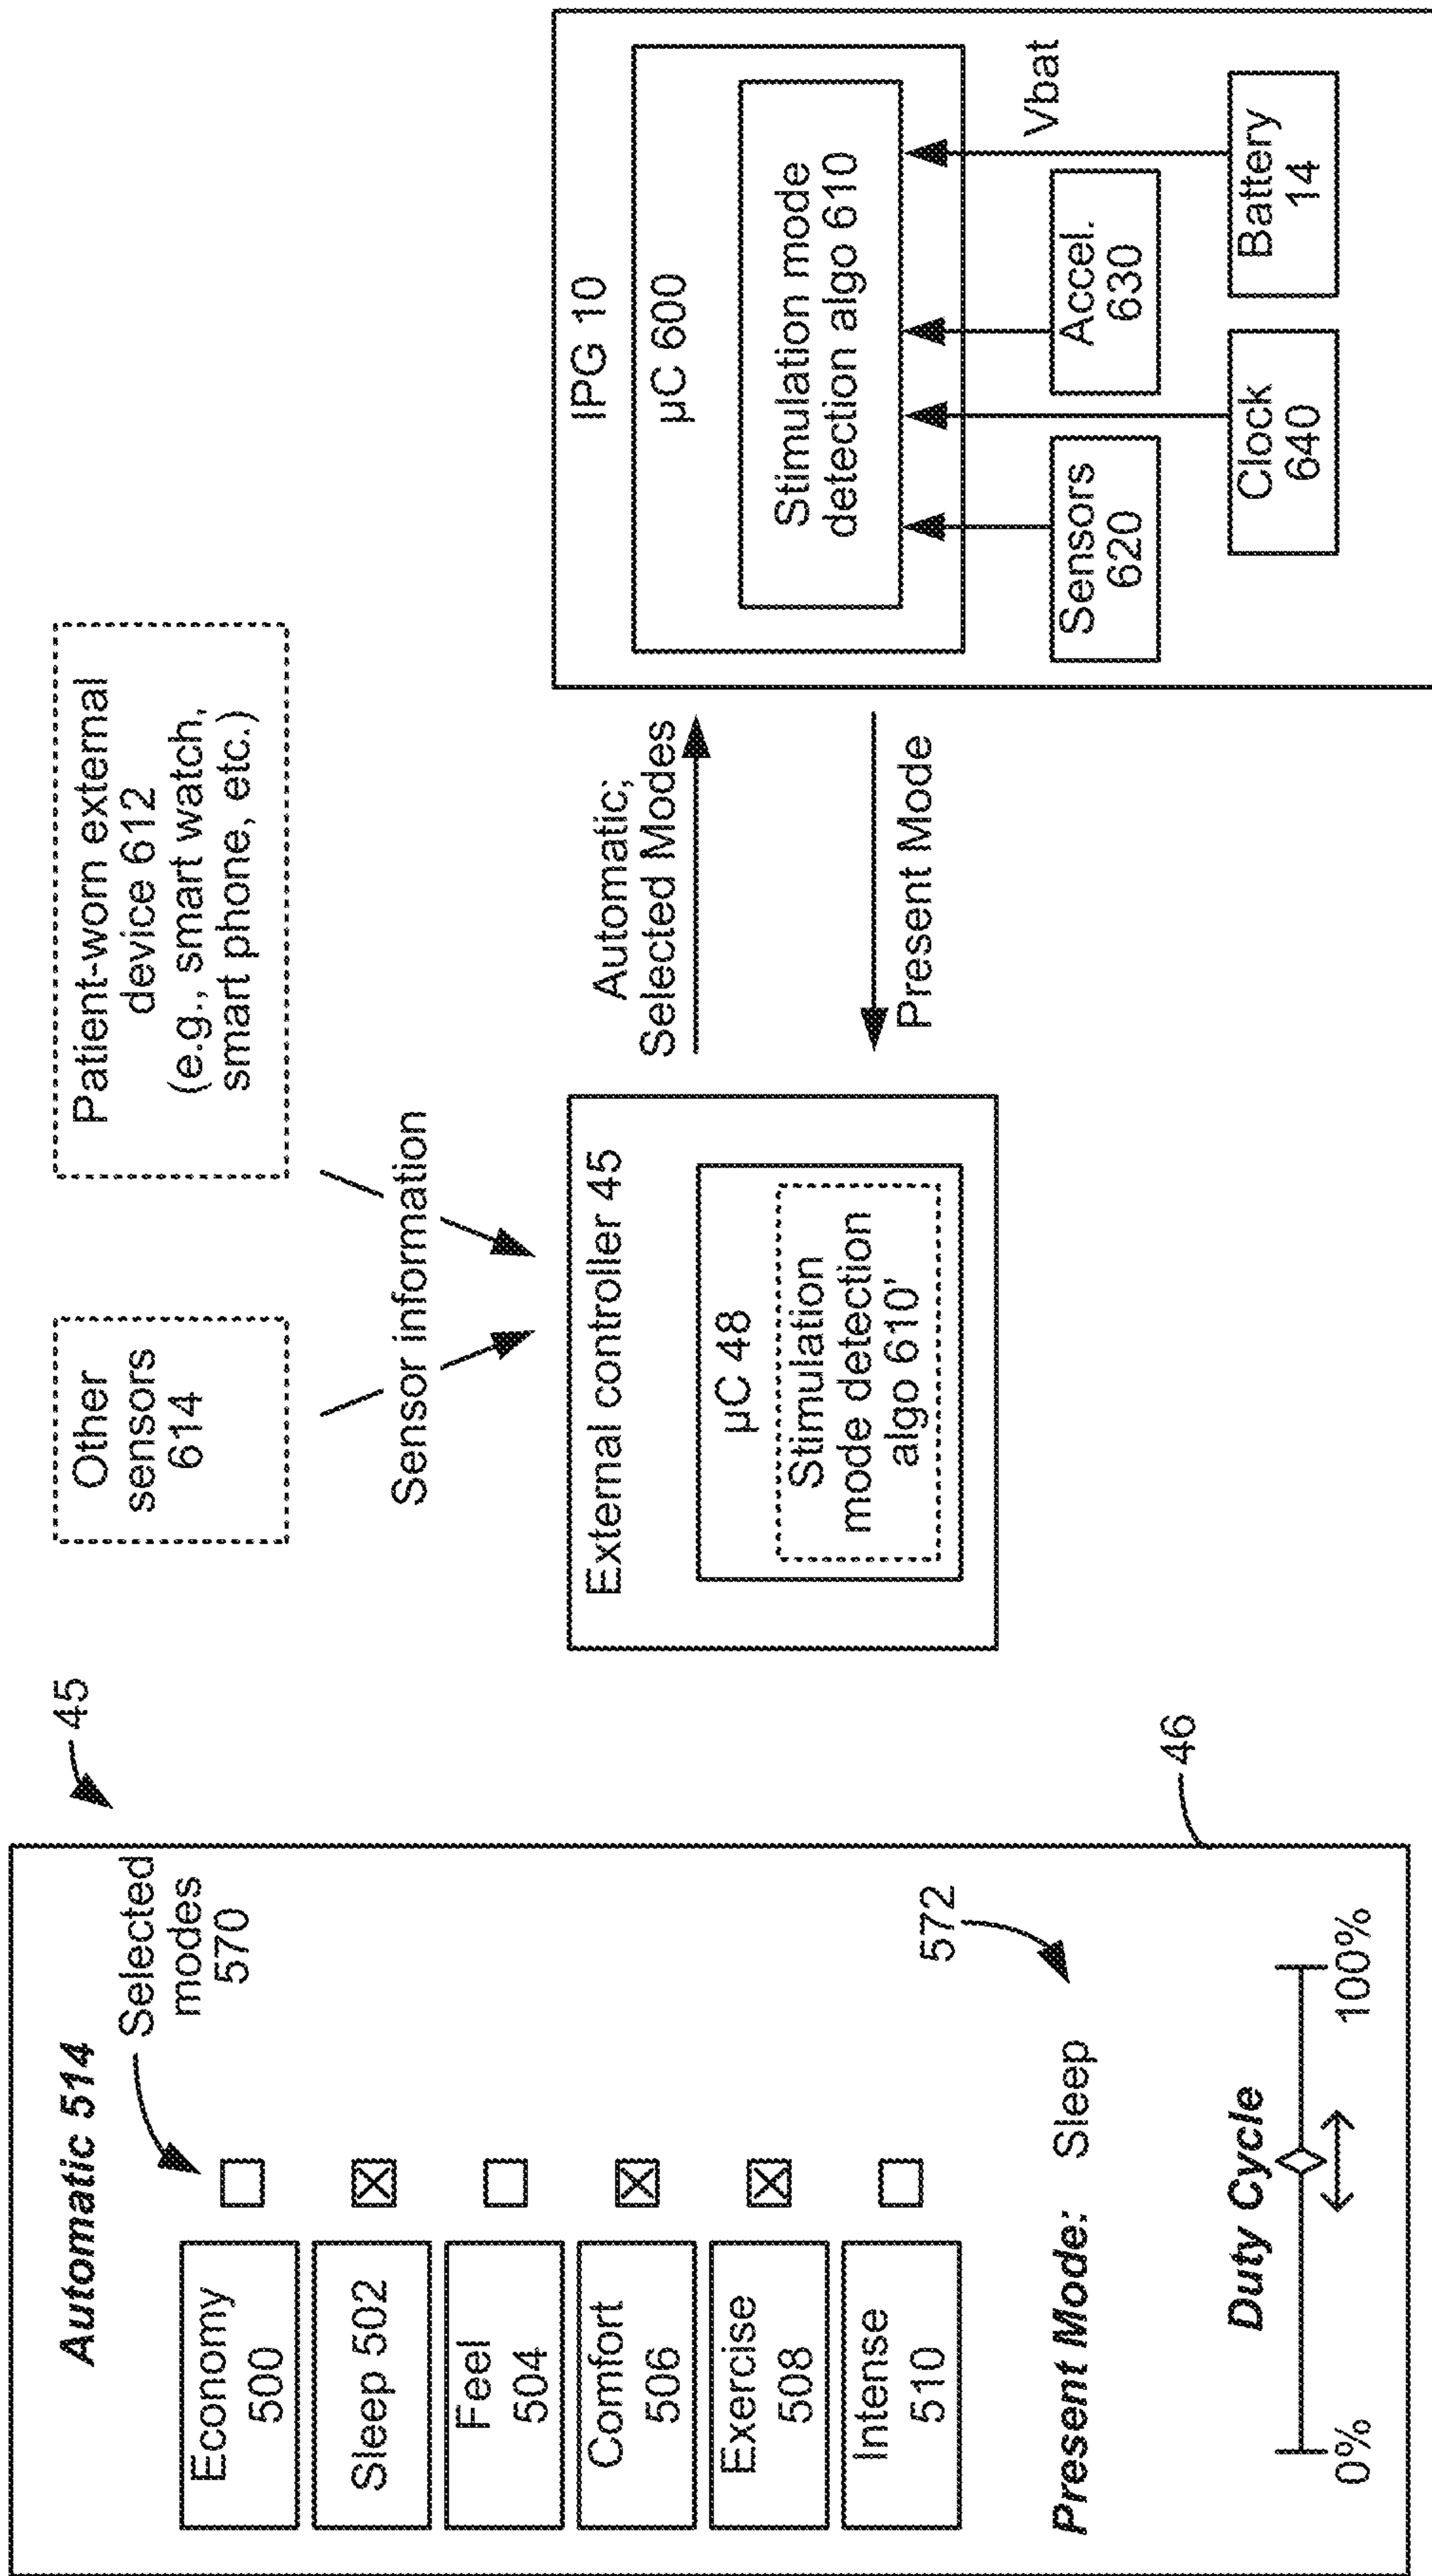 Automatic 514
Selected
modes
570
45
Economy
500
Sleep 502
Feel
504
Comfort
506
Exercise
508
Intense
510
572
Present Mode: Sleep
Duty Cycle
0%
100%
46
Other
sensors
614
Patient-worn external
device 612
(e.g., smart watch,
smart phone, etc.)
Sensor information
External controller 45
µC 48
Stimulation
mode detection
algo 610'
Automatic;
Selected Modes
Present Mode
IPG 10
µC 600
Stimulation mode
detection algo 610
Vbat
Sensors
620
Accel.
630
Clock
640
Battery
14